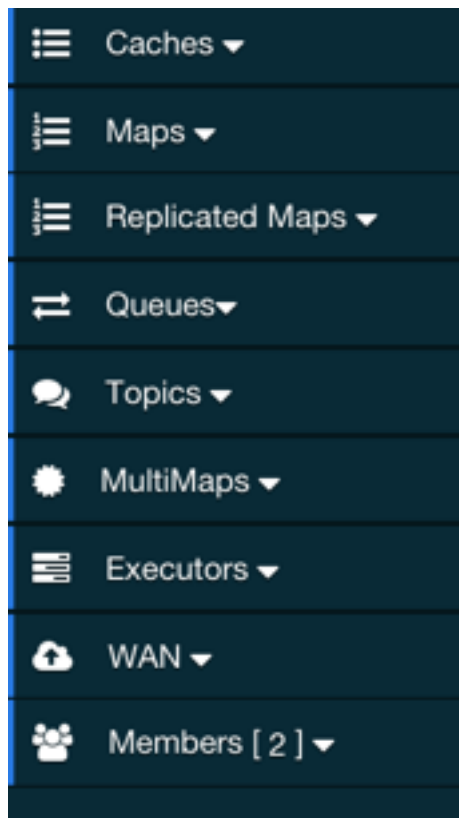 Caches
Maps
Replicated Maps
Queues
Topics
MultiMaps
Executors
WAN
Members [ 2 ]